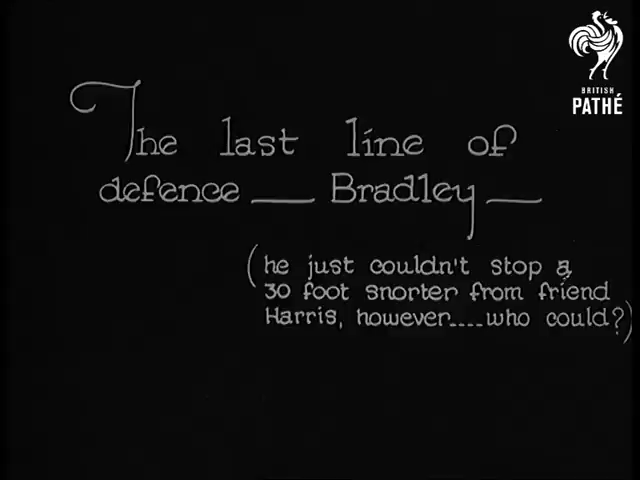 BRITISH
PATHÉ
The last line of
defence — Bradley —
(he just couldn't stop a
30 foot snorter from friend
Harris, however....who could?)